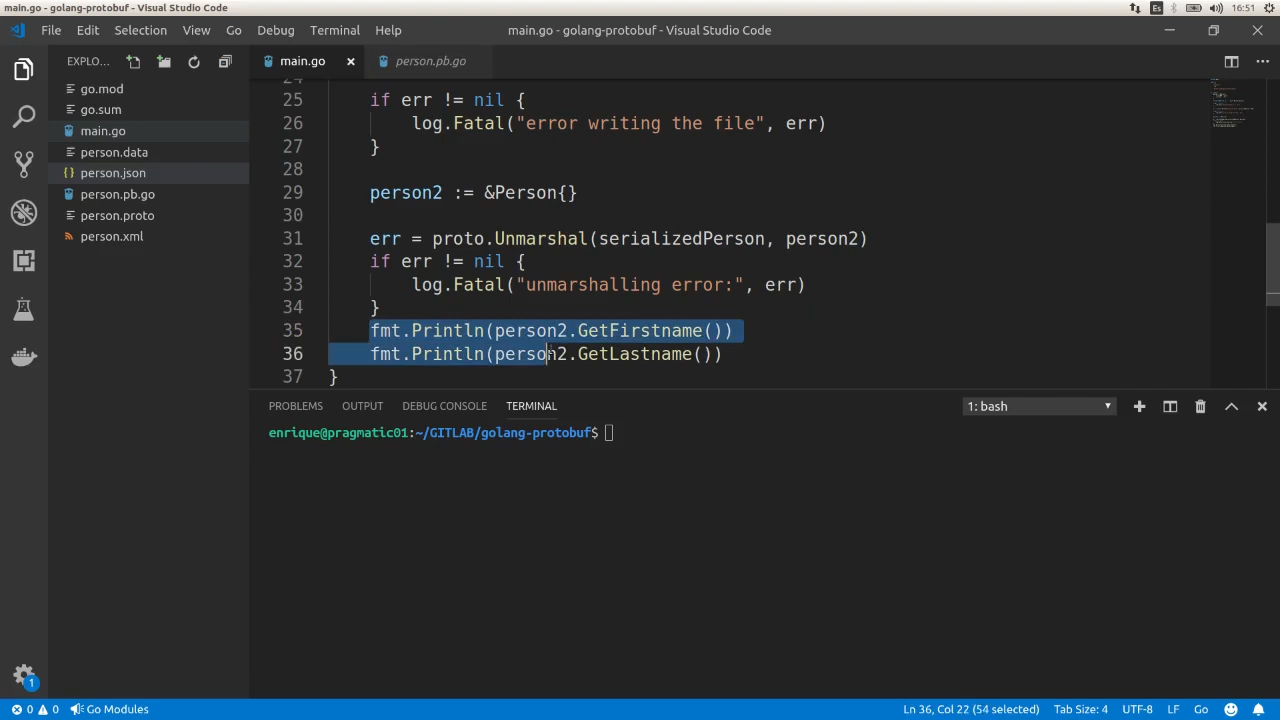 main.go - golang-protobuf - Visual Studio Code
Es
16:51
File Edit Selection View Go Debug Terminal Help
main.go - golang-protobuf - Visual Studio Code
EXPLO...
main.go
person.pb.go
go.mod
go.sum
main.go
person.data
{} person.json
person.pb.go
person.proto
person.xml
1
24
25 if err != nil {
26 log.Fatal("error writing the file", err)
27 }
28
29 person2 := &Person{}
30
31 err = proto.Unmarshal(serializedPerson, person2)
32 if err != nil {
33 log.Fatal("unmarshalling error:", err)
34 }
35 fmt.Println(person2.GetFirstname())
36 fmt.Println(person2.GetLastname())
37 }
PROBLEMS OUTPUT DEBUG CONSOLE TERMINAL
1: bash
enrique@pragmatic01:~/GITLAB/golang-protobuf$
0 0 Go Modules
Ln 36, Col 22 (54 selected) Tab Size: 4 UTF-8 LF Go